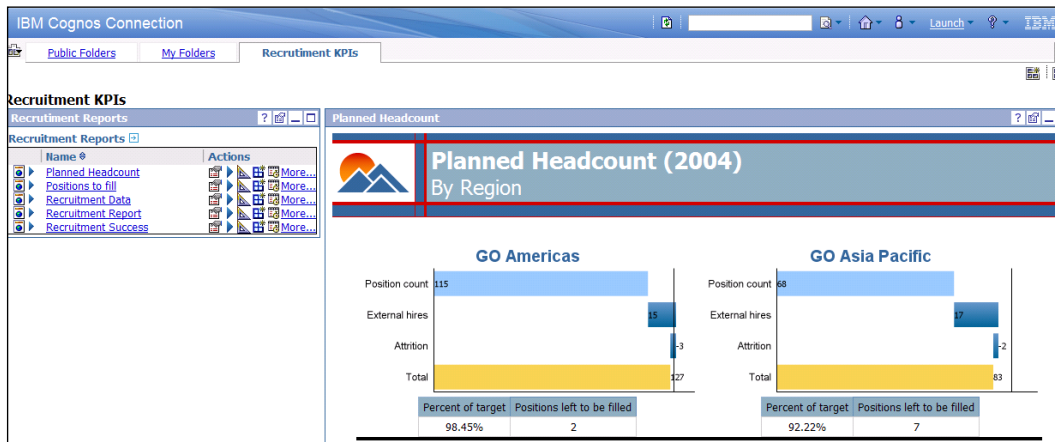 IBM Cognos Connection
Launch
IBM
Public Folders My Folders Recrutiment KPIs
Recruitment KPIs
Recrutiment Reports ?
Planned Headcount ?
Recruitment Reports
Name Actions
Planned Headcount More...
Positions to fill More...
Recruitment Data More...
Recruitment Report More...
Recruitment Success More...
Planned Headcount (2004)
By Region
GO Americas
Position count 115
External hires 15
Attrition -3
Total 127
Percent of target Positions left to be filled
98.45% 2
GO Asia Pacific
Position count 68
External hires 17
Attrition -2
Total 83
Percent of target Positions left to be filled
92.22% 7